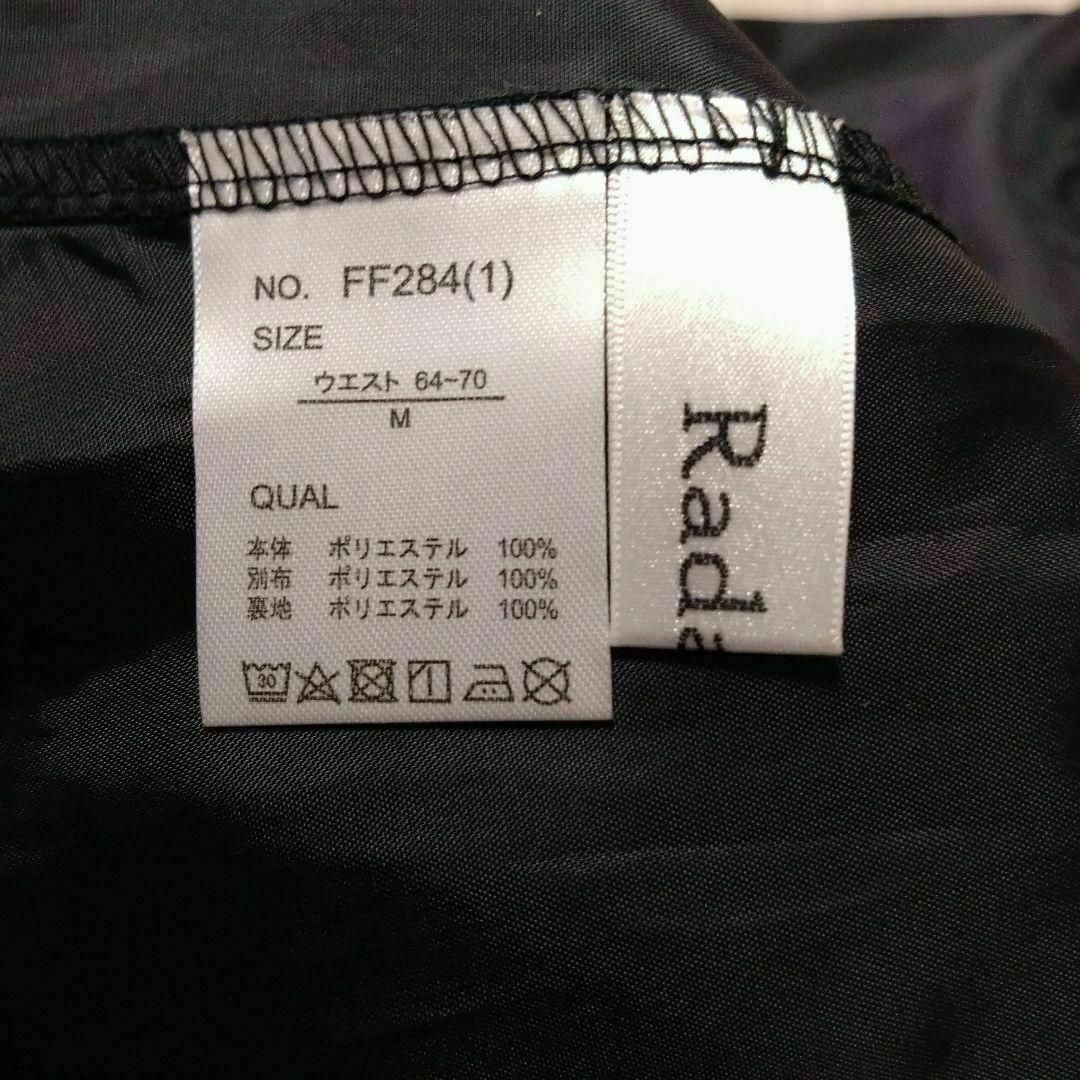 NO. FF284(1)
SIZE
ウエスト 64~70
M
QUAL
本体 ポリエステル 100%
別布 ポリエステル 100%
裏地 ポリエステル 100%
30
Rada